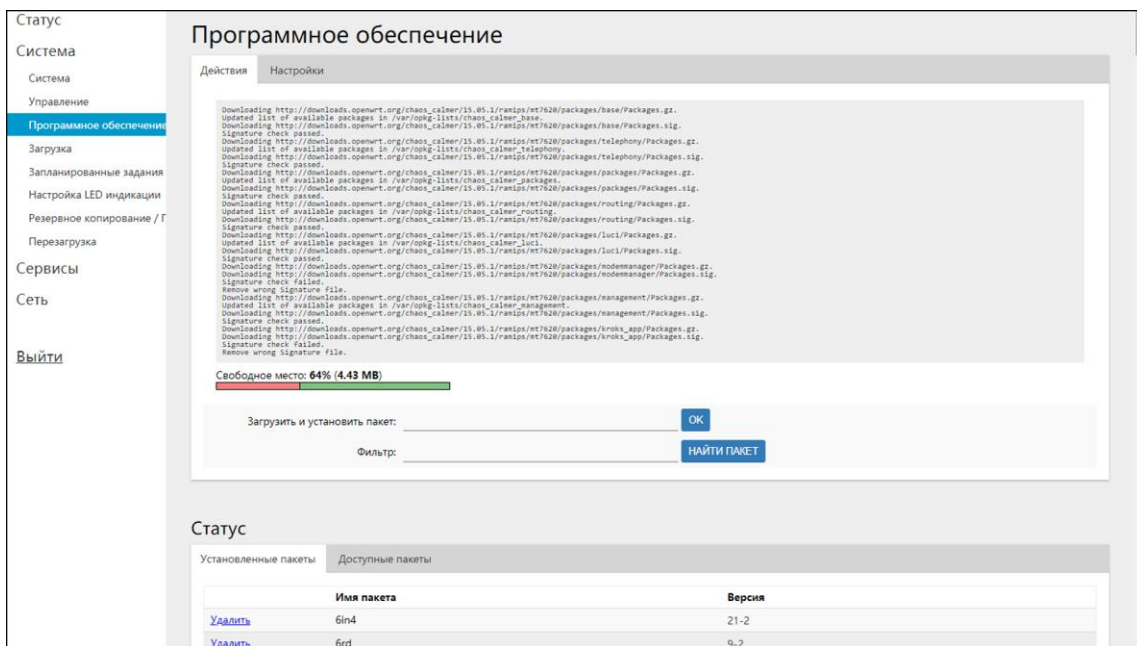 Статус
Система
Система
Управление
Программное обеспечение
Загрузка
Запланированные задания
Настройка LED индикации
Резервное копирование / П
Перезагрузка
Сервисы
Сеть
Выйти
Программное обеспечение
Действия Настройки
Downloading http://downloads.openwrt.org/chaos_calmer/15.05.1/ramips/mt7620/packages/base/Packages.gz.
Updated list of available packages in /var/opkg-lists/chaos_calmer_base.
Downloading http://downloads.openwrt.org/chaos_calmer/15.05.1/ramips/mt7620/packages/base/Packages.sig.
Signature check passed.
Downloading http://downloads.openwrt.org/chaos_calmer/15.05.1/ramips/mt7620/packages/telephony/Packages.gz.
Updated list of available packages in /var/opkg-lists/chaos_calmer_telephony.
Downloading http://downloads.openwrt.org/chaos_calmer/15.05.1/ramips/mt7620/packages/telephony/Packages.sig.
Signature check passed.
Downloading http://downloads.openwrt.org/chaos_calmer/15.05.1/ramips/mt7620/packages/packages/Packages.gz.
Updated list of available packages in /var/opkg-lists/chaos_calmer_packages.
Downloading http://downloads.openwrt.org/chaos_calmer/15.05.1/ramips/mt7620/packages/packages/Packages.sig.
Signature check passed.
Downloading http://downloads.openwrt.org/chaos_calmer/15.05.1/ramips/mt7620/packages/routing/Packages.gz.
Updated list of available packages in /var/opkg-lists/chaos_calmer_routing.
Downloading http://downloads.openwrt.org/chaos_calmer/15.05.1/ramips/mt7620/packages/routing/Packages.sig.
Signature check passed.
Downloading http://downloads.openwrt.org/chaos_calmer/15.05.1/ramips/mt7620/packages/luci/Packages.gz.
Updated list of available packages in /var/opkg-lists/chaos_calmer_luci.
Downloading http://downloads.openwrt.org/chaos_calmer/15.05.1/ramips/mt7620/packages/luci/Packages.sig.
Signature check passed.
Downloading http://downloads.openwrt.org/chaos_calmer/15.05.1/ramips/mt7620/packages/modemmanager/Packages.gz.
Downloading http://downloads.openwrt.org/chaos_calmer/15.05.1/ramips/mt7620/packages/modemmanager/Packages.sig.
Signature check failed.
Remove wrong Signature file.
Downloading http://downloads.openwrt.org/chaos_calmer/15.05.1/ramips/mt7620/packages/management/Packages.gz.
Updated list of available packages in /var/opkg-lists/chaos_calmer_management.
Downloading http://downloads.openwrt.org/chaos_calmer/15.05.1/ramips/mt7620/packages/management/Packages.sig.
Signature check passed.
Downloading http://downloads.openwrt.org/chaos_calmer/15.05.1/ramips/mt7620/packages/kroks_app/Packages.gz.
Downloading http://downloads.openwrt.org/chaos_calmer/15.05.1/ramips/mt7620/packages/kroks_app/Packages.sig.
Signature check failed.
Remove wrong Signature file.
Свободное место: 64% (4.43 MB)
Загрузить и установить пакет: OK
Фильтр: НАЙТИ ПАКЕТ
Статус
Установленные пакеты Доступные пакеты
Имя пакета Версия
Удалить 6in4 21-2
Удалить 6rd 9-2